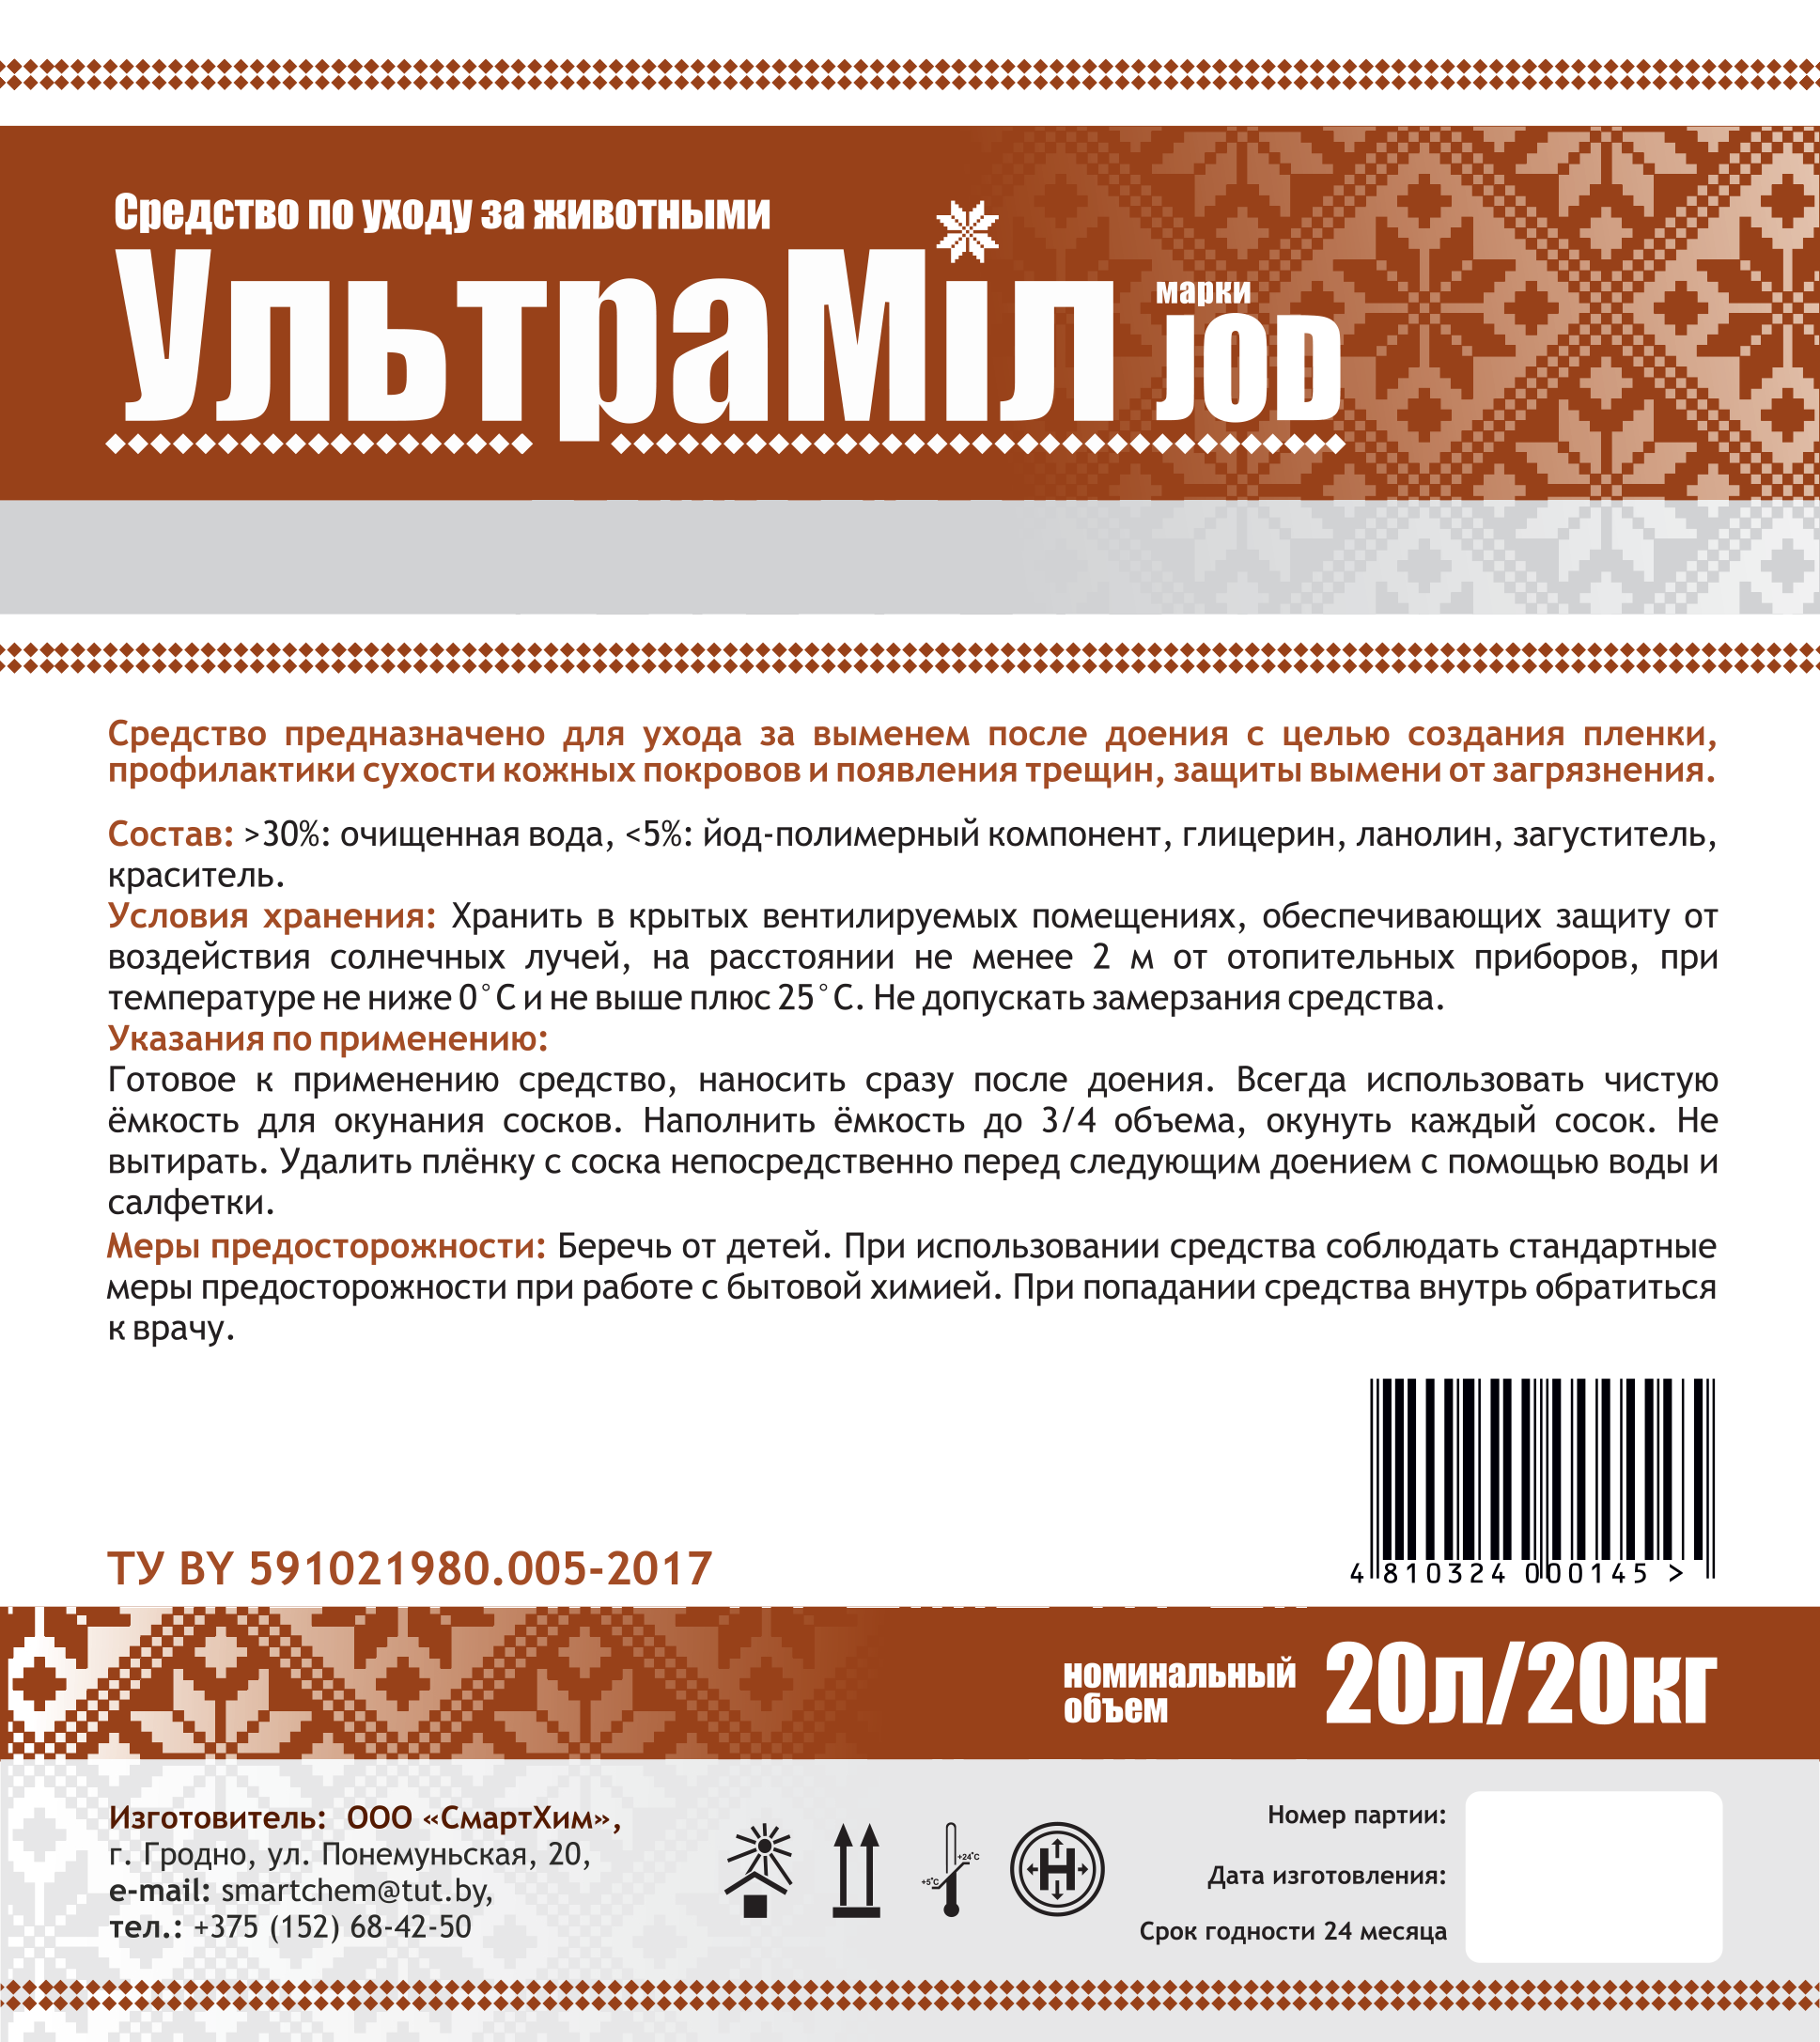 Средство по уходу за животными
УльтраМіл марки JOD
Средство предназначено для ухода за выменем после доения с целью создания пленки,
профилактики сухости кожных покровов и появления трещин, защиты вымени от загрязнения.
Состав: >30%: очищенная вода, <5%: йод-полимерный компонент, глицерин, ланолин, загуститель,
краситель.
Условия хранения: Хранить в крытых вентилируемых помещениях, обеспечивающих защиту от
воздействия солнечных лучей, на расстоянии не менее 2 м от отопительных приборов, при
температуре не ниже 0°С и не выше плюс 25°С. Не допускать замерзания средства.
Указания по применению:
Готовое к применению средство, наносить сразу после доения. Всегда использовать чистую
ёмкость для окунания сосков. Наполнить ёмкость до 3/4 объема, окунуть каждый сосок. Не
вытирать. Удалить плёнку с соска непосредственно перед следующим доением с помощью воды и
салфетки.
Меры предосторожности: Беречь от детей. При использовании средства соблюдать стандартные
меры предосторожности при работе с бытовой химией. При попадании средства внутрь обратиться
к врачу.
ТУ BY 591021980.005-2017
4 810324 000145 >
номинальный
объем
20л/20кг
Изготовитель: ООО «СмартХим»,
г. Гродно, ул. Понемуньская, 20,
e-mail: smartchem@tut.by,
тел.: +375 (152) 68-42-50
+24°C
+5°C
Н
Номер партии:
Дата изготовления:
Срок годности 24 месяца